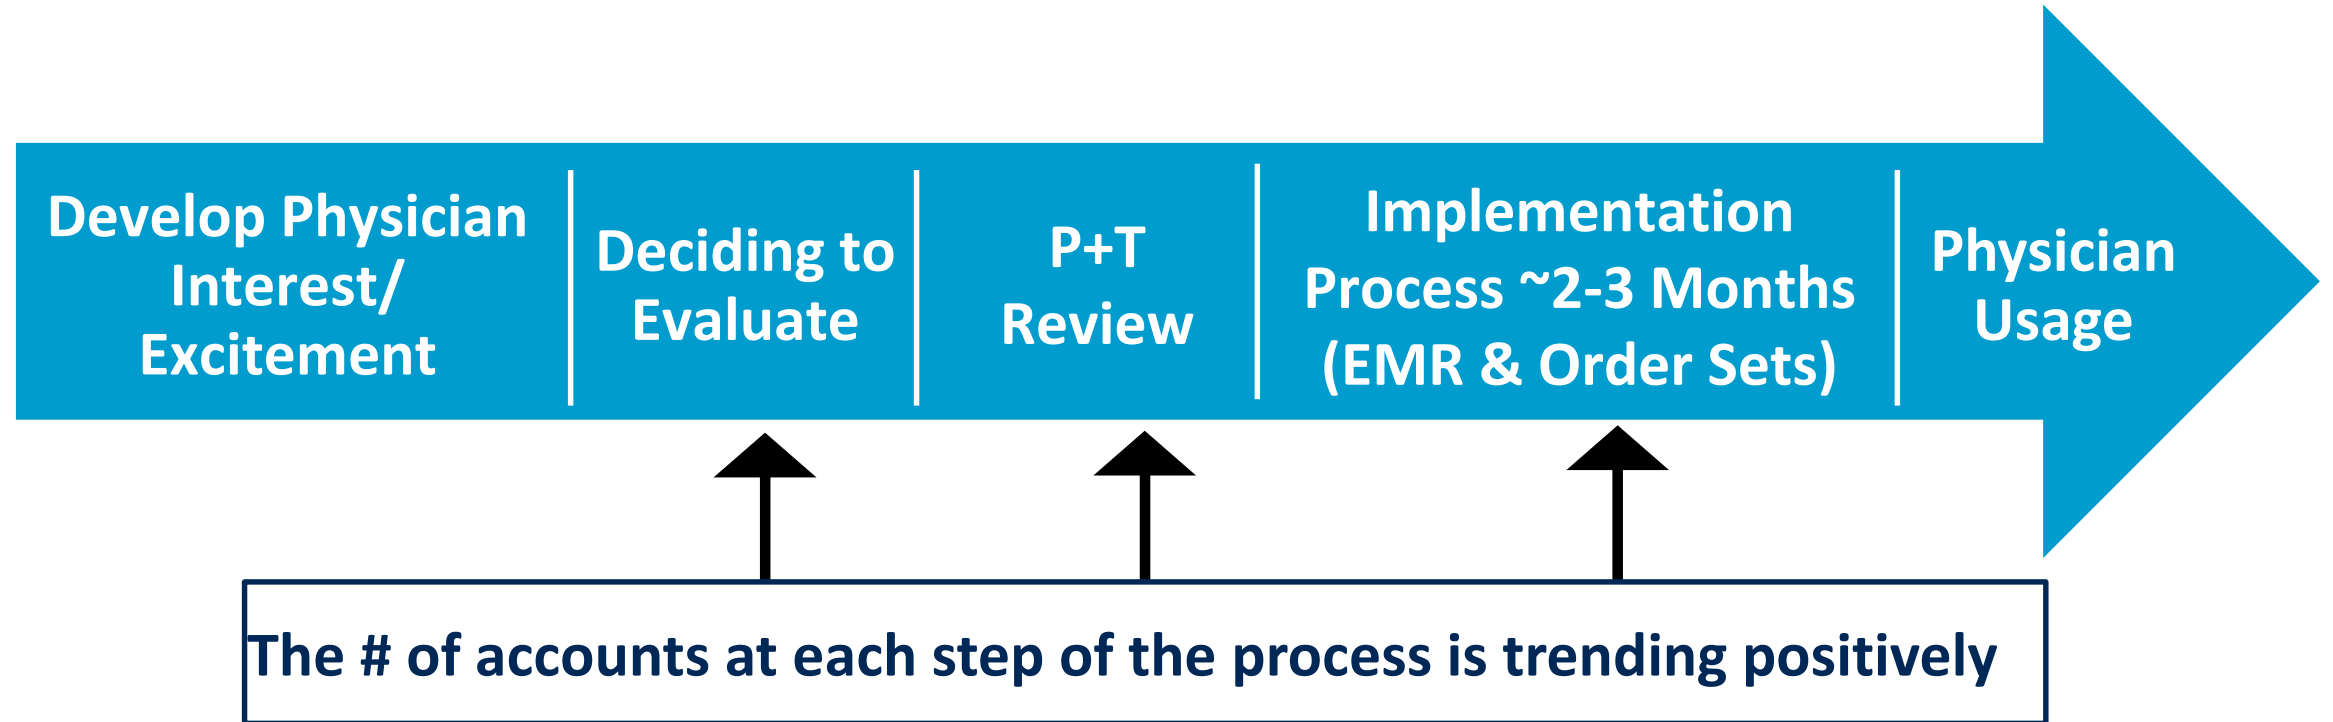 Develop Physician
Interest/
Excitement
Deciding to
Evaluate
P+T
Review
Implementation
Process ~2-3 Months
(EMR & Order Sets)
Physician
Usage
The # of accounts at each step of the process is trending positively